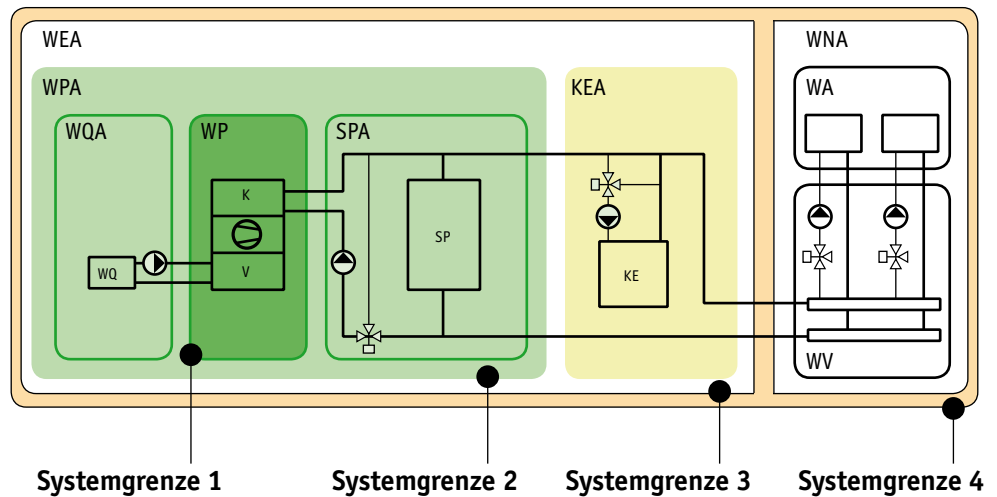 WEA
WNA
WPA
KEA
WA
WQA
WP
SPA
K
SP
WQ
V
KE
WV
Systemgrenze 1
Systemgrenze 2
Systemgrenze 3
Systemgrenze 4